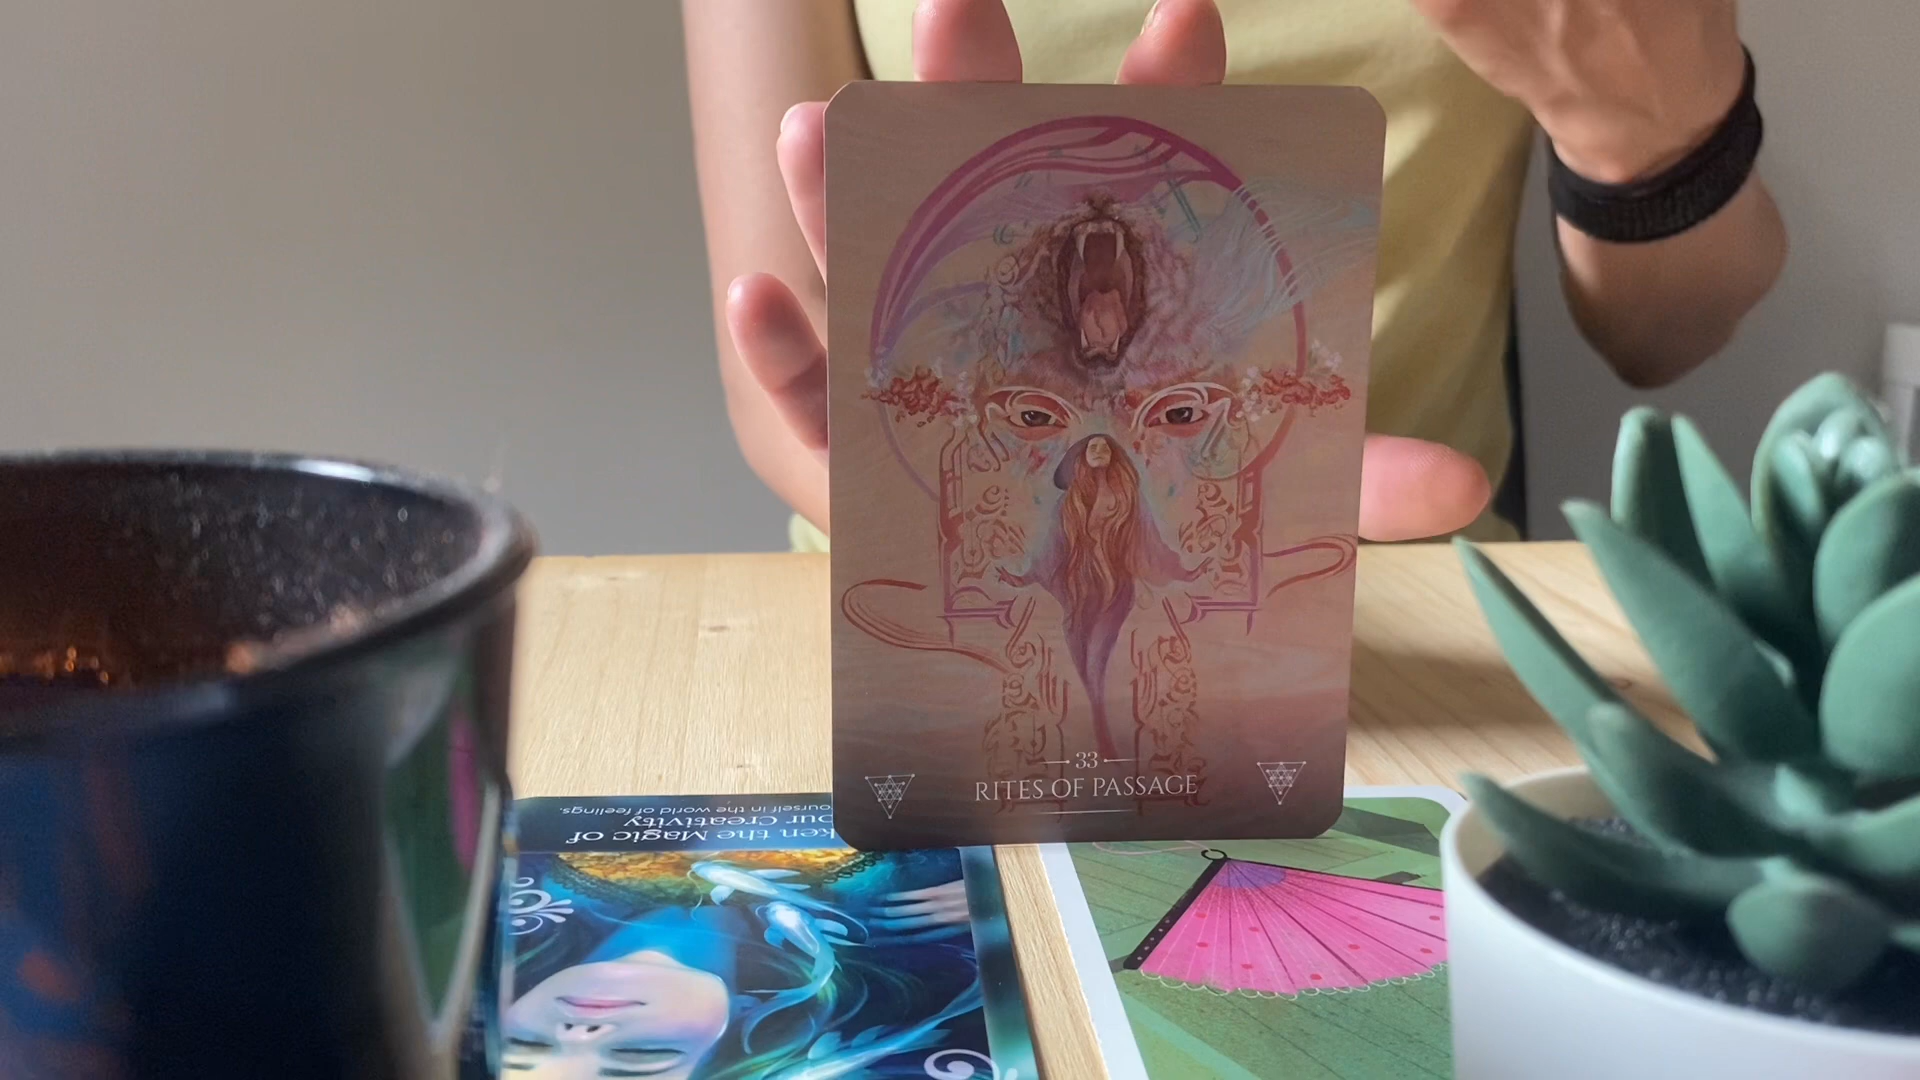 33
RITES OF PASSAGE
ken the Magic of
our Creativity
ourself in the world of feelings.